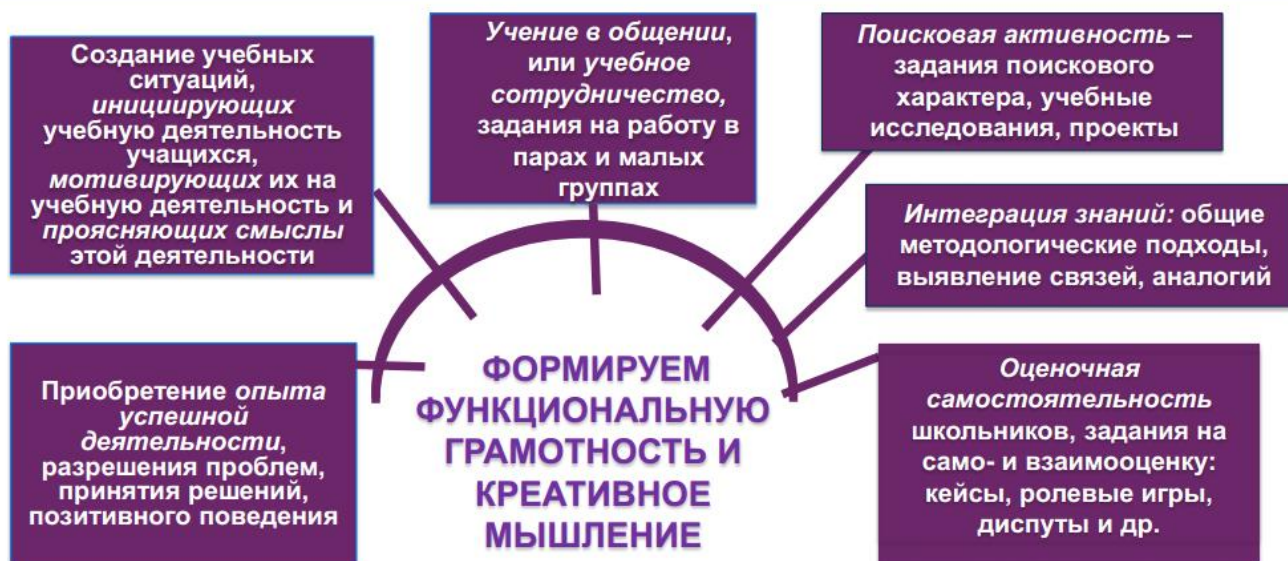 Создание учебных
ситуаций,
инициирующих
учебную деятельность
учащихся,
мотивирующих их на
учебную деятельность и
проясняющих смыслы
этой деятельности
Учение в общении,
или учебное
сотрудничество,
задания на работу в
парах и малых
группах
Поисковая активность –
задания поискового
характера, учебные
исследования, проекты
Интеграция знаний: общие
методологические подходы,
выявление связей, аналогий
Приобретение опыта
успешной
деятельности,
разрешения проблем,
принятия решений,
позитивного поведения
ФОРМИРУЕМ
ФУНКЦИОНАЛЬНУЮ
ГРАМОТНОСТЬ И
КРЕАТИВНОЕ
МЫШЛЕНИЕ
Оценочная
самостоятельность
школьников, задания на
само- и взаимооценку:
кейсы, ролевые игры,
диспуты и др.